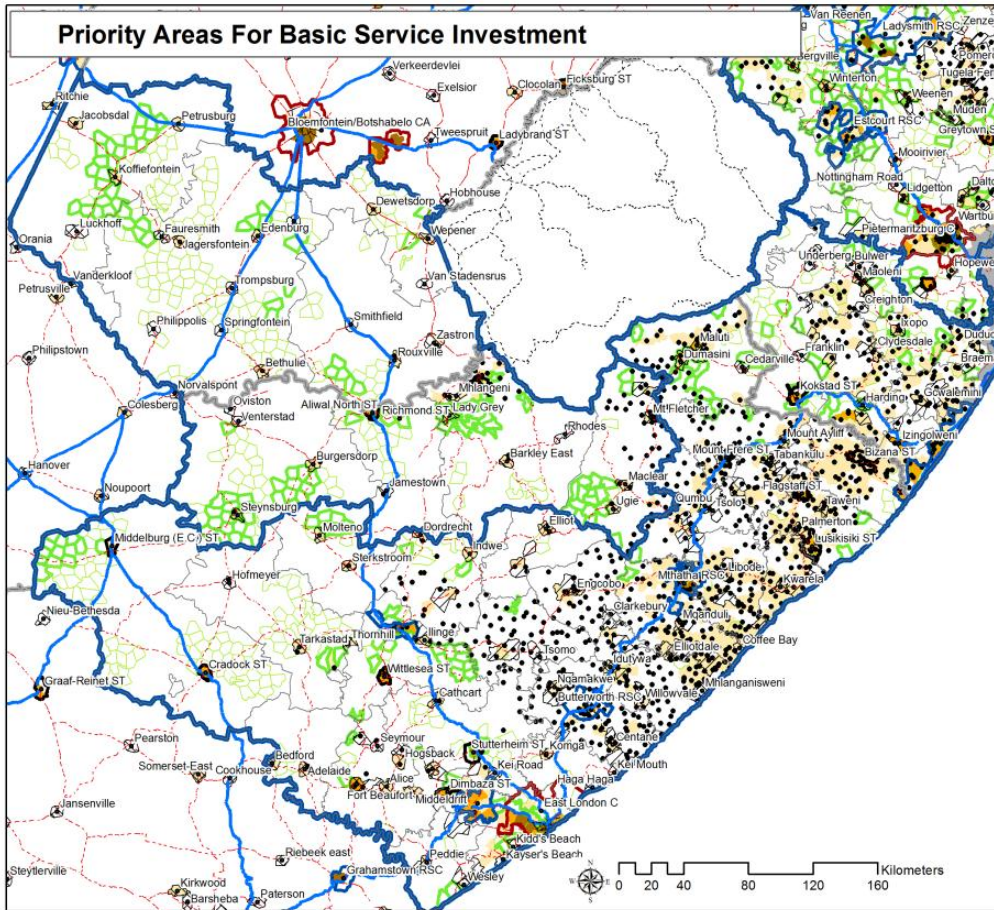 Priority Areas For Basic Service Investment
Van Reenen
Ladysmith RSC
Zenze
Verkeerdevlei
Bergville
Pomero
Ritchie
Exelsior
Clocolan
Ficksburg ST
Winterton
Tugela Fer
Jacobsdal
Petrusburg
Weenen
Bloemfontein/Botshabelo CA
Muden
Tweespruit
Ladybrand ST
Estcourt RSC
Greytown S
Koffiefontein
Mooirivier
Nottingham Road
Dalto
Hobhouse
Lidgetton
Dewetsdorp
Wartbu
Luckhoff
Fauresmith
Edenburg
Wepener
Pietermaritzburg C
Orania
Jagersfontein
Underberg
Bulwer
Hopewe
Vanderkloof
Trompsburg
Van Stadensrus
Maoleni
Petrusville
Creighton
Philippolis
Springfontein
Smithfield
Ixopo
Dududu
Zastron
Maluti
Clydesdale
Philipstown
Dumasini
Franklin
Braem
Bethulie
Rouxville
Cedarville
Norvalspont
Mhlangeni
Kokstad ST
Gcwalemini
Colesberg
Oviston
Aliwal North ST
Harding
Venterstad
Richmond ST
Lady Grey
Mt Fletcher
Mount Ayliff
Izingolweni
Rhodes
Bizana ST
Hanover
Burgersdorp
Barkley East
Mount Frere ST
Tabankulu
Noupoort
Jamestown
Maclear
Flagstaff ST
Steynsburg
Ugie
Qumbu
Tsolo
Taweni
Molteno
Dordrecht
Elliot
Palmerton
Middelburg (E.C.) ST
Lusikisiki ST
Sterkstroom
Indwe
Libode
Hofmeyer
Engcobo
Mthatha RSC
Kwarela
Nieu-Bethesda
Clarkebury
Mqanduli
Tarkastad
Thornhill
Ilinge
Coffee Bay
Tsomo
Elliotdale
Cradock ST
Wittlesea ST
Idutywa
Graaf-Reinet ST
Nqamakwe
Mhlanganisweni
Cathcart
Butterworth RSC
Willowvale
Pearston
Seymour
Stutterheim ST
Centane
Bedford
Hogsback
Komga
Somerset-East
Cookhouse
Adelaide
Kei Road
Kei Mouth
Alice
Dimbaza ST
Haga Haga
Jansenville
Fort Beaufort
Middeldrift
East London C
Kidd's Beach
Riebeek east
Peddie
Kayser's Beach
Steytlerville
Grahamstown RSC
Kirkwood
Wesley
Barsheba
Paterson
N
W
E
S
Kilometers
0 20 40 80 120 160